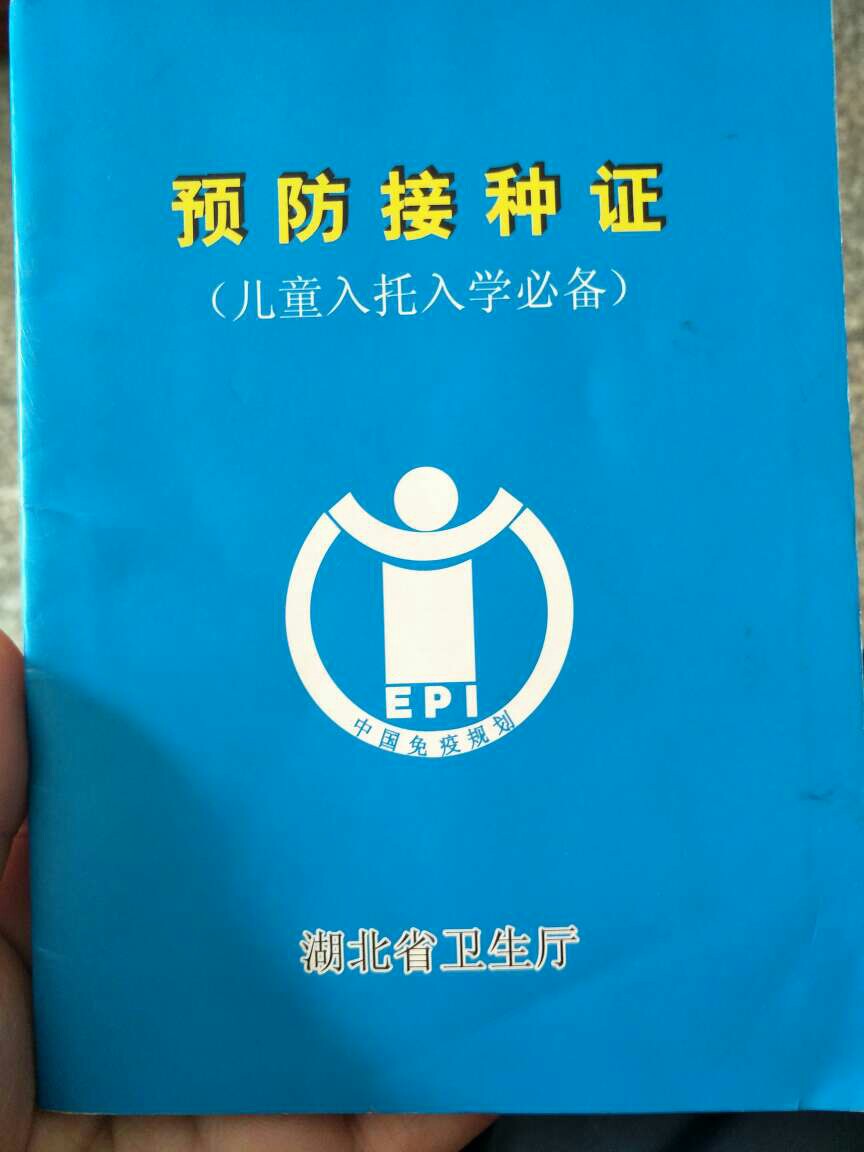 预防接种证
（儿童入托入学必备）
EPI
中国免疫规划
湖北省卫生厅